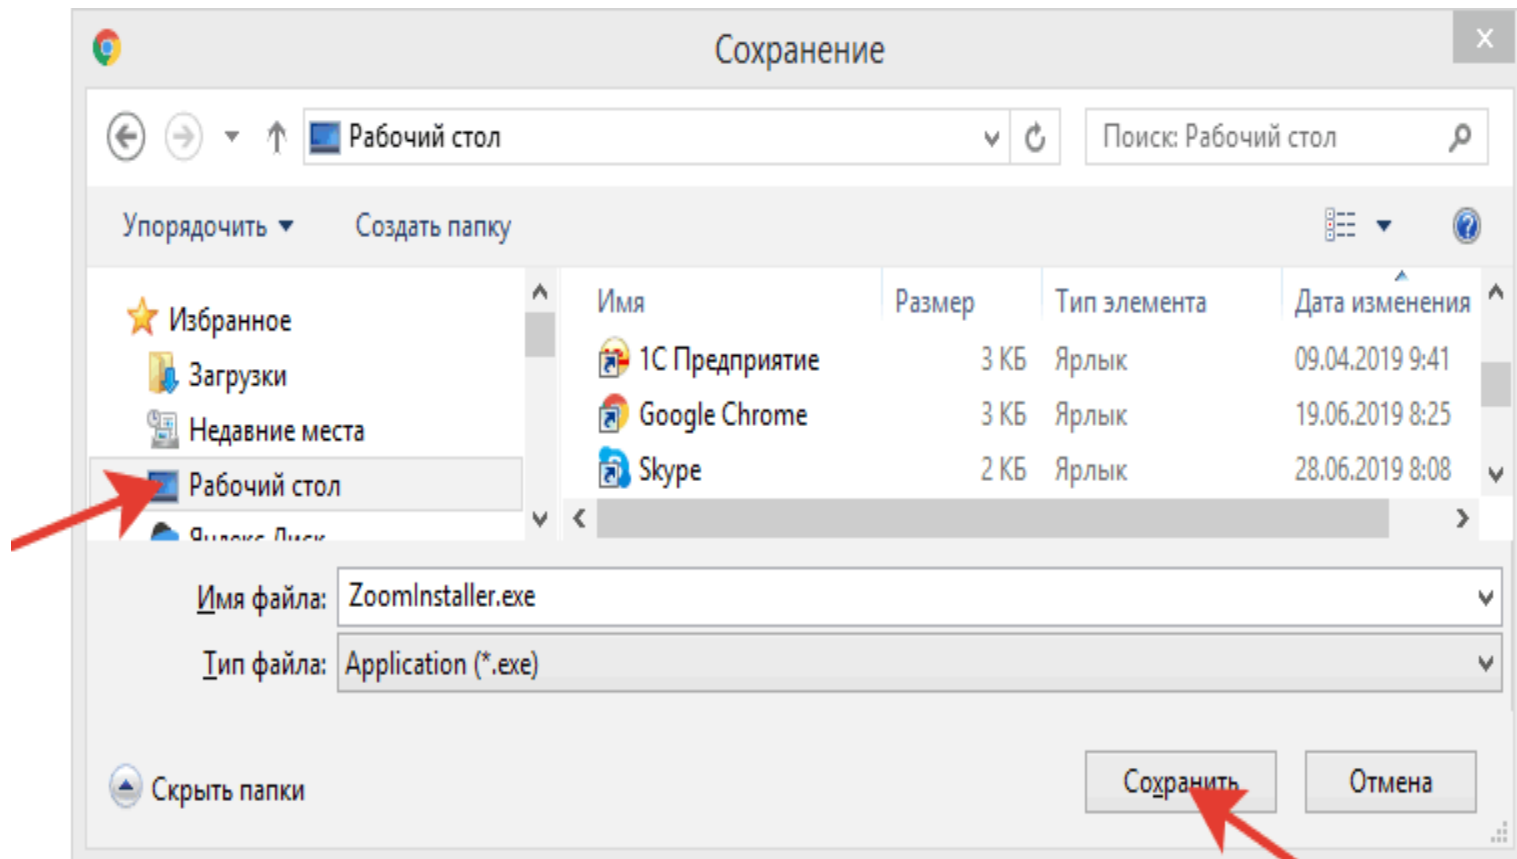 Сохранение
x
Рабочий стол
Поиск: Рабочий стол
Упорядочить
Создать папку
?
Избранное
Загрузки
Недавние места
Рабочий стол
Яндекс.Диск
Имя Размер Тип элемента Дата изменения
1С Предприятие 3 КБ Ярлык 09.04.2019 9:41
Google Chrome 3 КБ Ярлык 19.06.2019 8:25
Skype 2 КБ Ярлык 28.06.2019 8:08
Имя файла: ZoomInstaller.exe
Тип файла: Application (*.exe)
Скрыть папки
Сохранить
Отмена